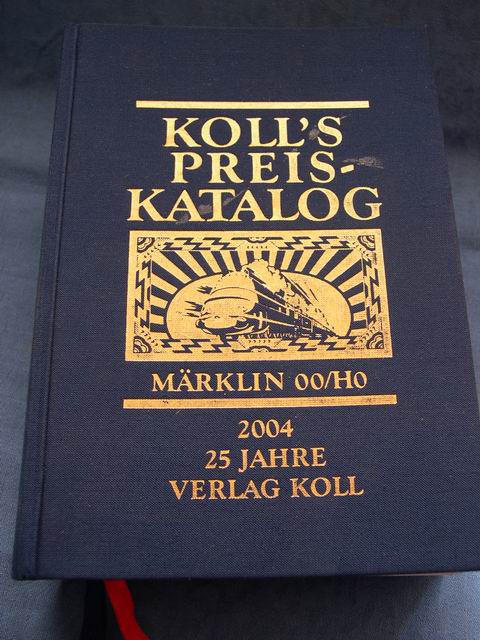 KOLL'S
PREIS-
KATALOG
MÄRKLIN 00/H0
2004
25 JAHRE
VERLAG KOLL